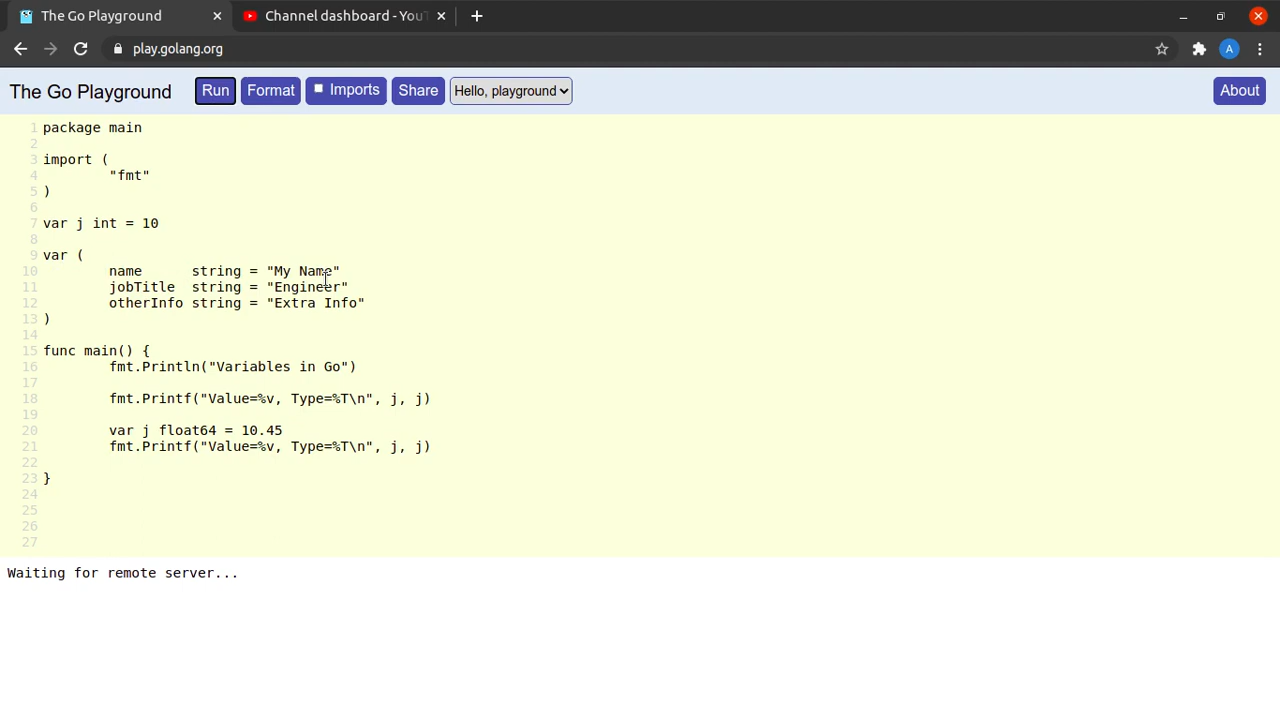 The Go Playground
Channel dashboard - YouT
play.golang.org
A
The Go Playground
Run
Format
Imports
Share
Hello, playground
About
1 package main
2
3 import (
4 "fmt"
5 )
6
7 var j int = 10
8
9 var (
10 name string = "My Name"
11 jobTitle string = "Engineer"
12 otherInfo string = "Extra Info"
13 )
14
15 func main() {
16 fmt.Println("Variables in Go")
17
18 fmt.Printf("Value=%v, Type=%T\n", j, j)
19
20 var j float64 = 10.45
21 fmt.Printf("Value=%v, Type=%T\n", j, j)
22
23 }
24
25
26
27
Waiting for remote server...